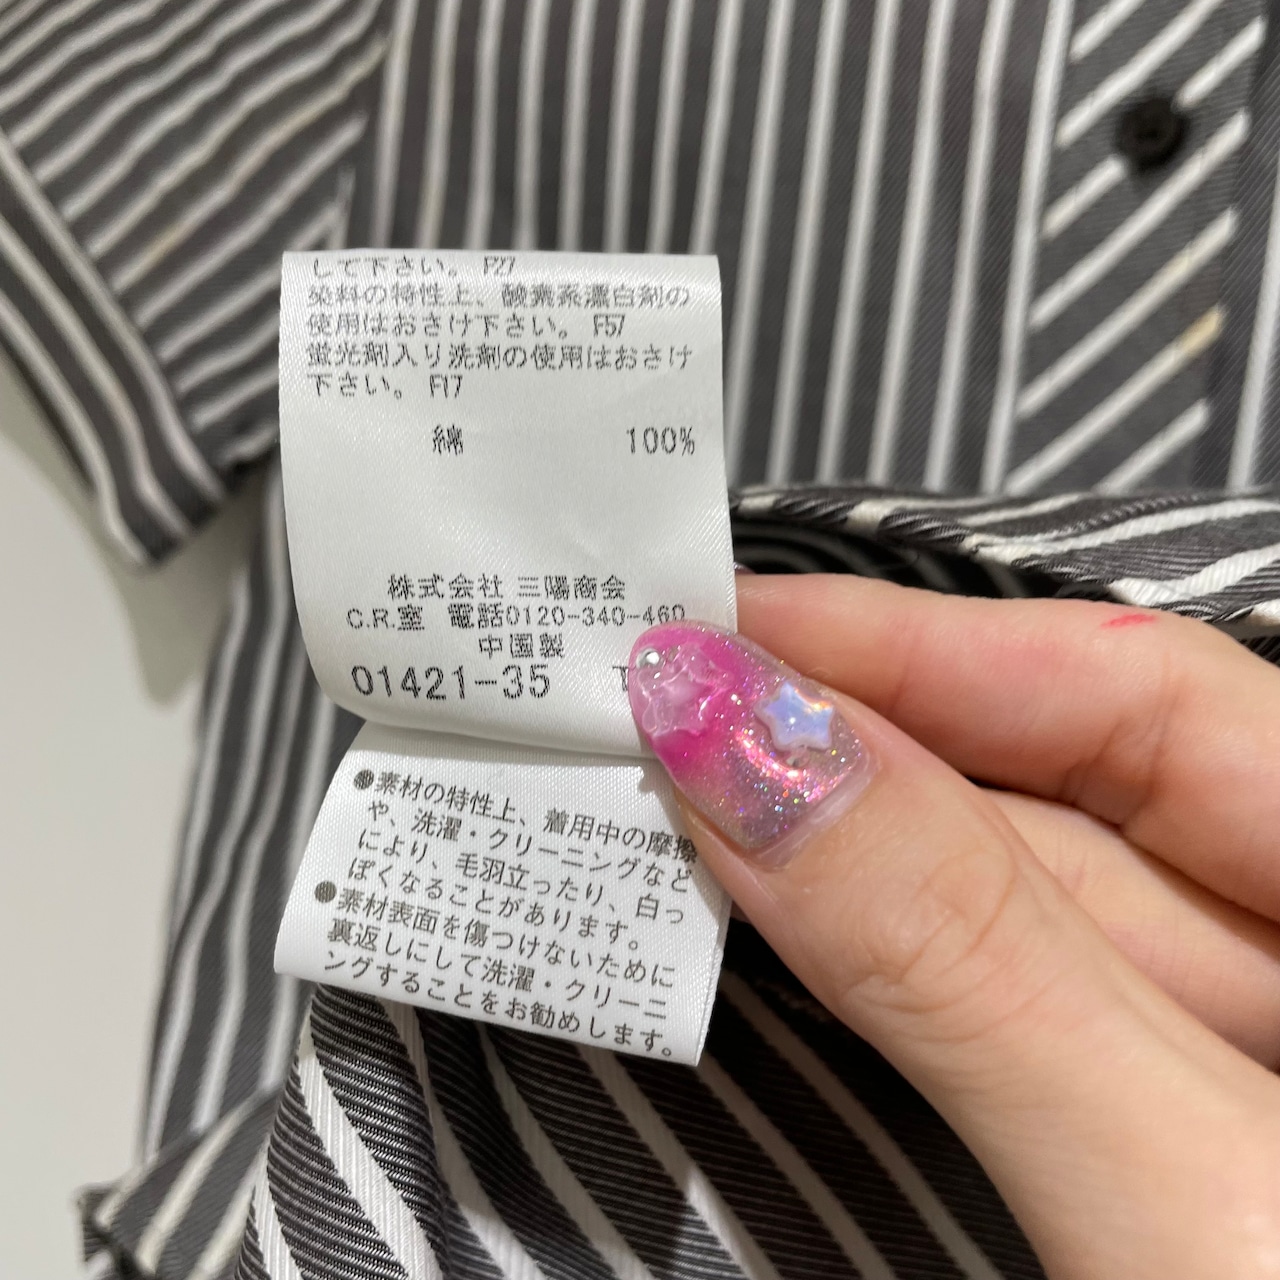 して下さい。 F27
染料の特性上、酸素系漂白剤の
使用はおさけ下さい。 F57
蛍光剤入り洗剤の使用はおさけ
下さい。 F17
綿 100%
株式会社 三陽商会
C.R.室 電話0120-340-460
中国製
01421-35
●素材の特性上、着用中の摩擦
や、洗濯・クリーニングなど
により、毛羽立ったり、白っ
ぽくなることがあります。
●素材表面を傷つけないために
裏返しにして洗濯・クリーニ
ングすることをお勧めします。